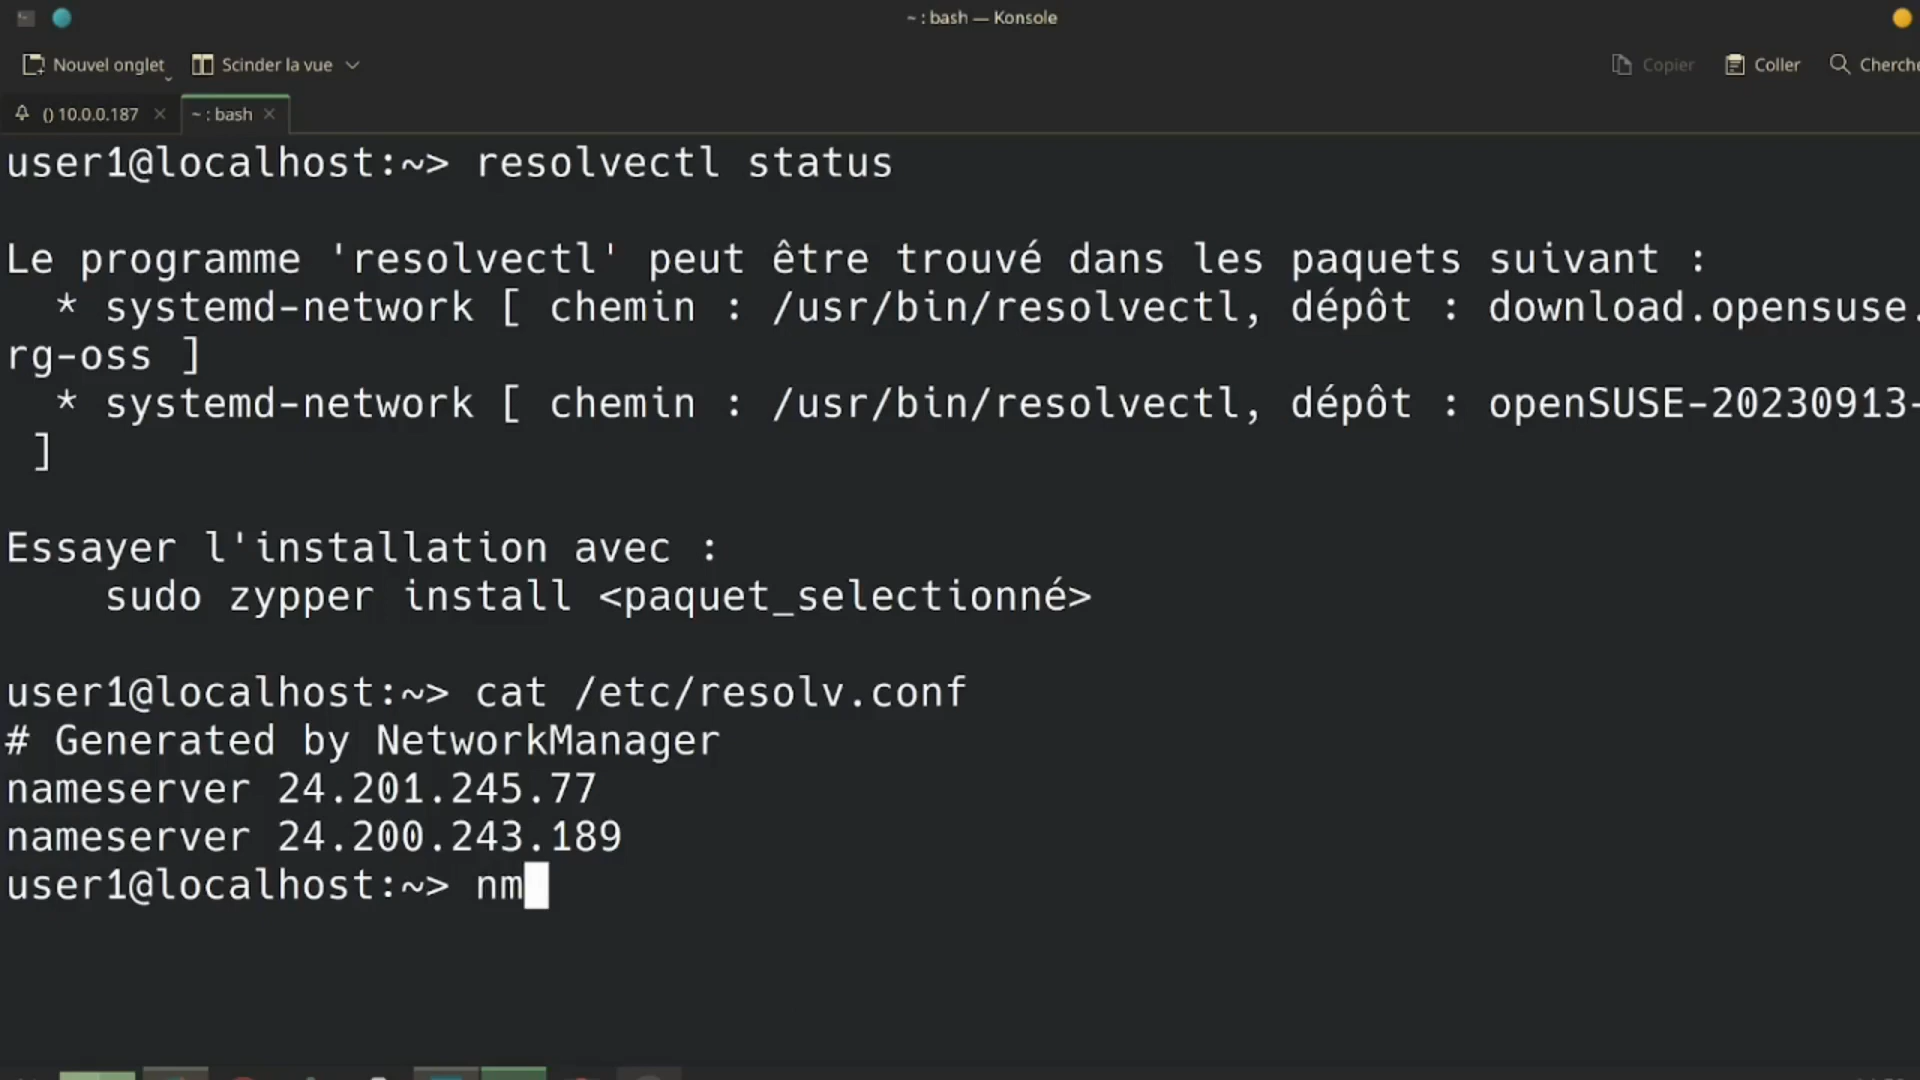 ~ : bash — Konsole
Nouvel onglet Scinder la vue Copier Coller Cherche
() 10.0.0.187 ~ : bash
user1@localhost:~> resolvectl status
Le programme 'resolvectl' peut être trouvé dans les paquets suivant :
* systemd-network [ chemin : /usr/bin/resolvectl, dépôt : download.opensuse.
rg-oss ]
* systemd-network [ chemin : /usr/bin/resolvectl, dépôt : openSUSE-20230913-
]
Essayer l'installation avec :
sudo zypper install <paquet_selectionné>
user1@localhost:~> cat /etc/resolv.conf
# Generated by NetworkManager
nameserver 24.201.245.77
nameserver 24.200.243.189
user1@localhost:~> nm